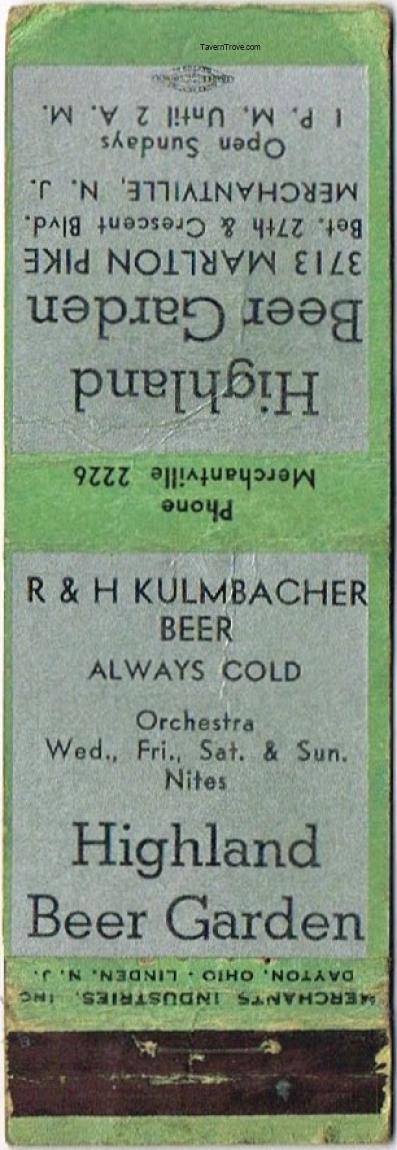 TavernTrove.com
Highland
Beer Garden
3713 MARLTON PIKE
Bet. 27th & Crescent Blvd.
MERCHANTVILLE, N. J.
Open Sundays
1 P. M. Until 2 A. M.
Phone
Merchantville 2226
R & H KULMBACHER
BEER
ALWAYS COLD
Orchestra
Wed., Fri., Sat. & Sun.
Nites
Highland
Beer Garden
MERCHANTS INDUSTRIES, INC
DAYTON, OHIO · LINDEN, N. J.